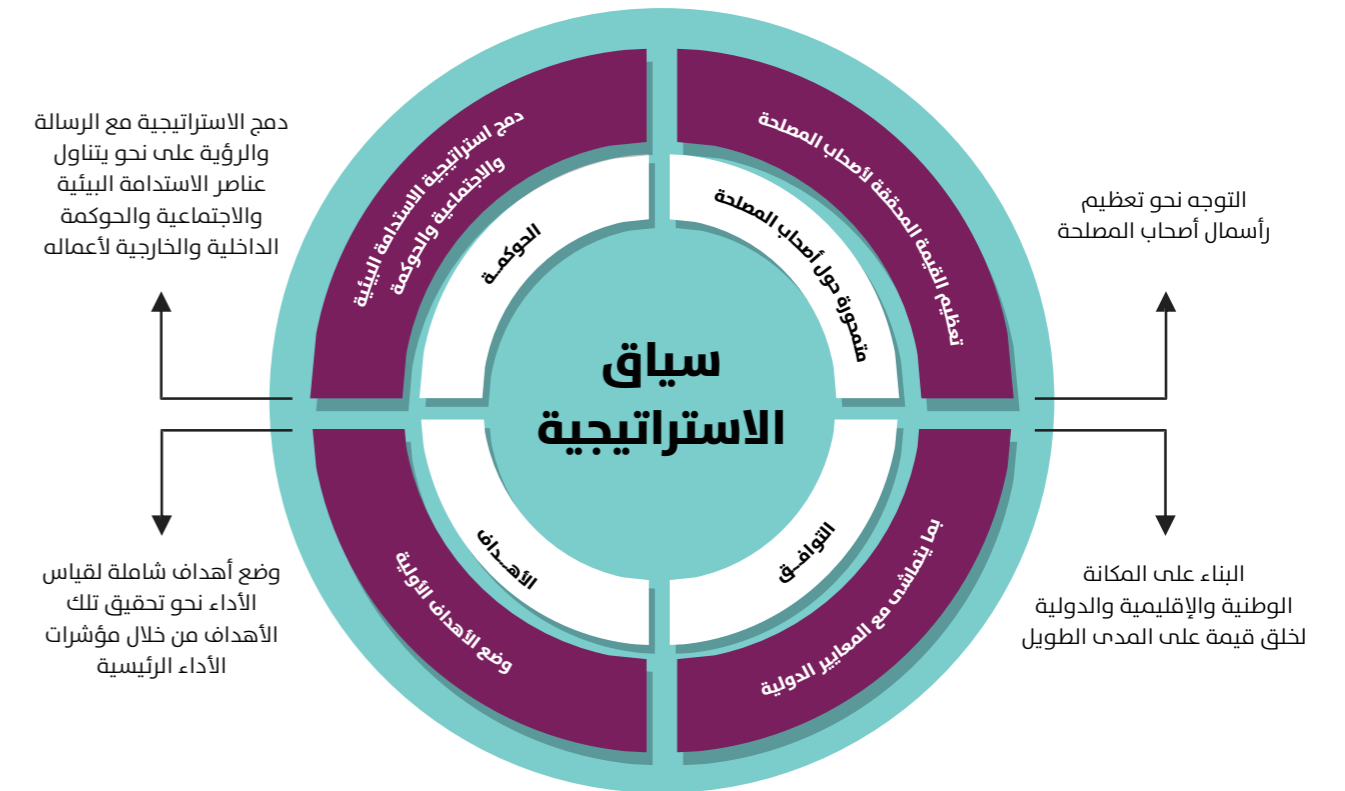 سياق
الاستراتيجية
تعظيم القيمة المحققة لأصحاب المصلحة
متمحورة حول أصحاب المصلحة
التوجه نحو تعظيم
رأسمال أصحاب المصلحة
دمج استراتيجية الاستدامة البيئية
والاجتماعية والحوكمة
الحوكمــة
دمج الاستراتيجية مع الرسالة
والرؤية على نحو يتناول
عناصر الاستدامة البيئية
والاجتماعية والحوكمة
الداخلية والخارجية لأعماله
التوافــق
بما يتماشى مع المعايير الدولية
البناء على المكانة
الوطنية والإقليمية والدولية
لخلق قيمة على المدى الطويل
الأهــداف
وضع الأهداف الأولية
وضع أهداف شاملة لقياس
الأداء نحو تحقيق تلك
الأهداف من خلال مؤشرات
الأداء الرئيسية